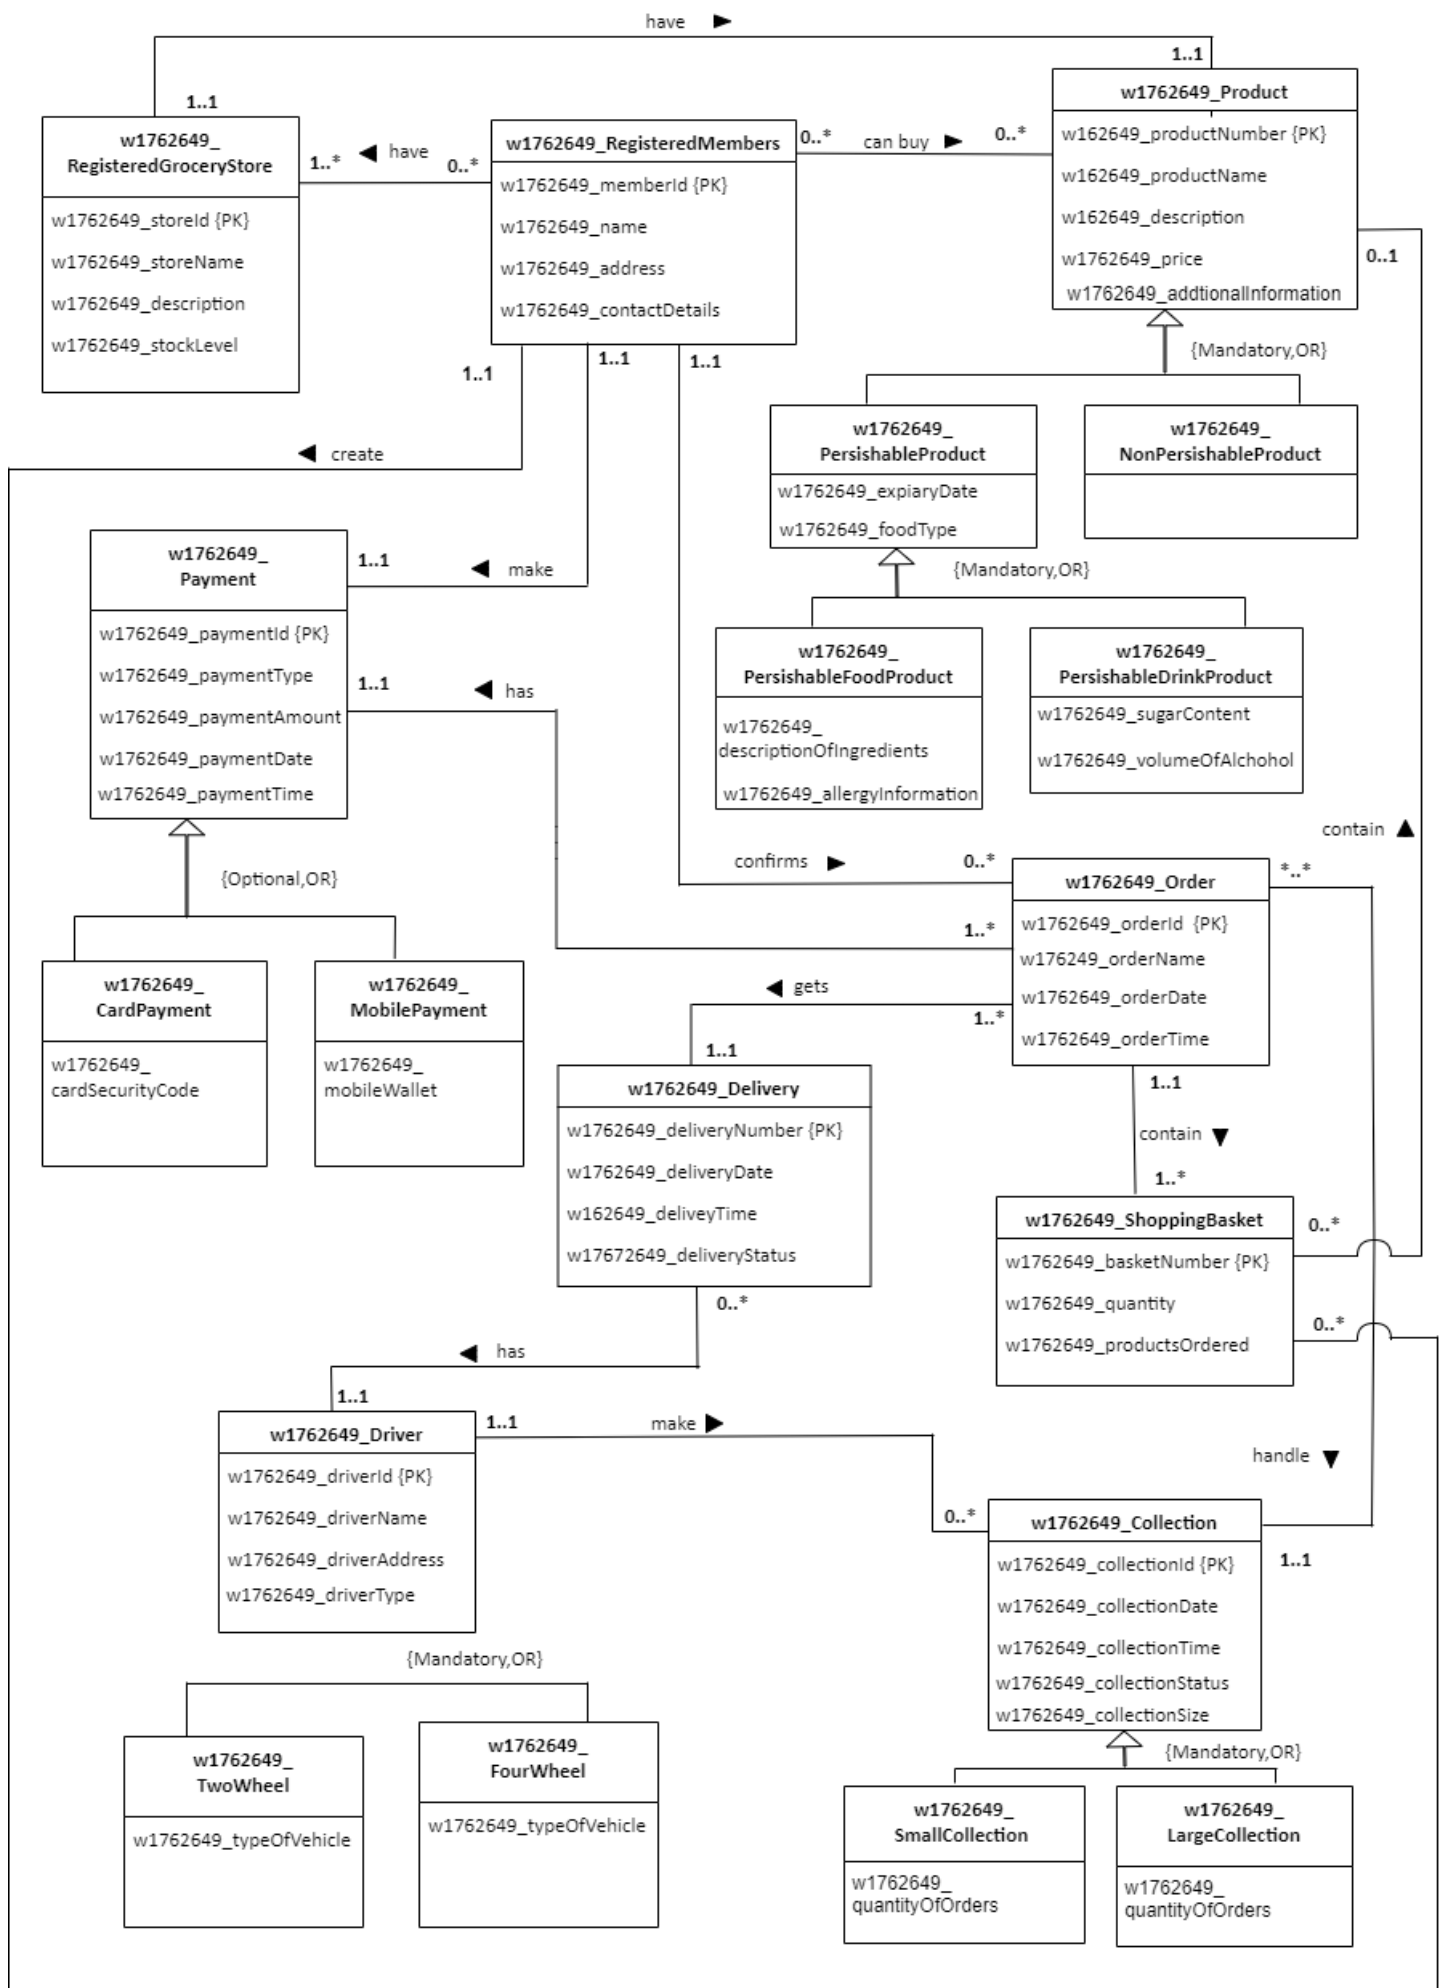 have ►
1..1
1..1
w1762649_
RegisteredGroceryStore
w1762649_storeId {PK}
w1762649_storeName
w1762649_description
w1762649_stockLevel
1..*
◄ have
0..*
w1762649_RegisteredMembers
w1762649_memberId {PK}
w1762649_name
w1762649_address
w1762649_contactDetails
0..*
can buy ►
0..*
w1762649_Product
w162649_productNumber {PK}
w162649_productName
w162649_description
w1762649_price
w1762649_addtionalInformation
0..1
{Mandatory,OR}
1..1
1..1
1..1
◄ create
w1762649_
PersishableProduct
w1762649_expiaryDate
w1762649_foodType
w1762649_
NonPersishableProduct
{Mandatory,OR}
w1762649_
Payment
w1762649_paymentId {PK}
w1762649_paymentType
w1762649_paymentAmount
w1762649_paymentDate
w1762649_paymentTime
1..1
◄ make
1..1
◄ has
w1762649_
PersishableFoodProduct
w1762649_
descriptionOfIngredients
w1762649_allergyInformation
w1762649_
PersishableDrinkProduct
w1762649_sugarContent
w1762649_volumeOfAlchohol
contain ▲
{Optional,OR}
confirms ►
0..*
*..*
w1762649_Order
w1762649_orderId {PK}
w176249_orderName
w1762649_orderDate
w1762649_orderTime
1..*
◄ gets
1..*
1..1
w1762649_
CardPayment
w1762649_
cardSecurityCode
w1762649_
MobilePayment
w1762649_
mobileWallet
w1762649_Delivery
w1762649_deliveryNumber {PK}
w1762649_deliveryDate
w162649_deliveyTime
w17672649_deliveryStatus
1..1
contain ▼
1..*
w1762649_ShoppingBasket
w1762649_basketNumber {PK}
w1762649_quantity
w1762649_productsOrdered
0..*
0..*
0..*
◄ has
1..1
w1762649_Driver
w1762649_driverId {PK}
w1762649_driverName
w1762649_driverAddress
w1762649_driverType
1..1
make ►
handle ▼
0..*
w1762649_Collection
w1762649_collectionId {PK}
w1762649_collectionDate
w1762649_collectionTime
w1762649_collectionStatus
w1762649_collectionSize
1..1
{Mandatory,OR}
{Mandatory,OR}
w1762649_
TwoWheel
w1762649_typeOfVehicle
w1762649_
FourWheel
w1762649_typeOfVehicle
w1762649_
SmallCollection
w1762649_
quantityOfOrders
w1762649_
LargeCollection
w1762649_
quantityOfOrders